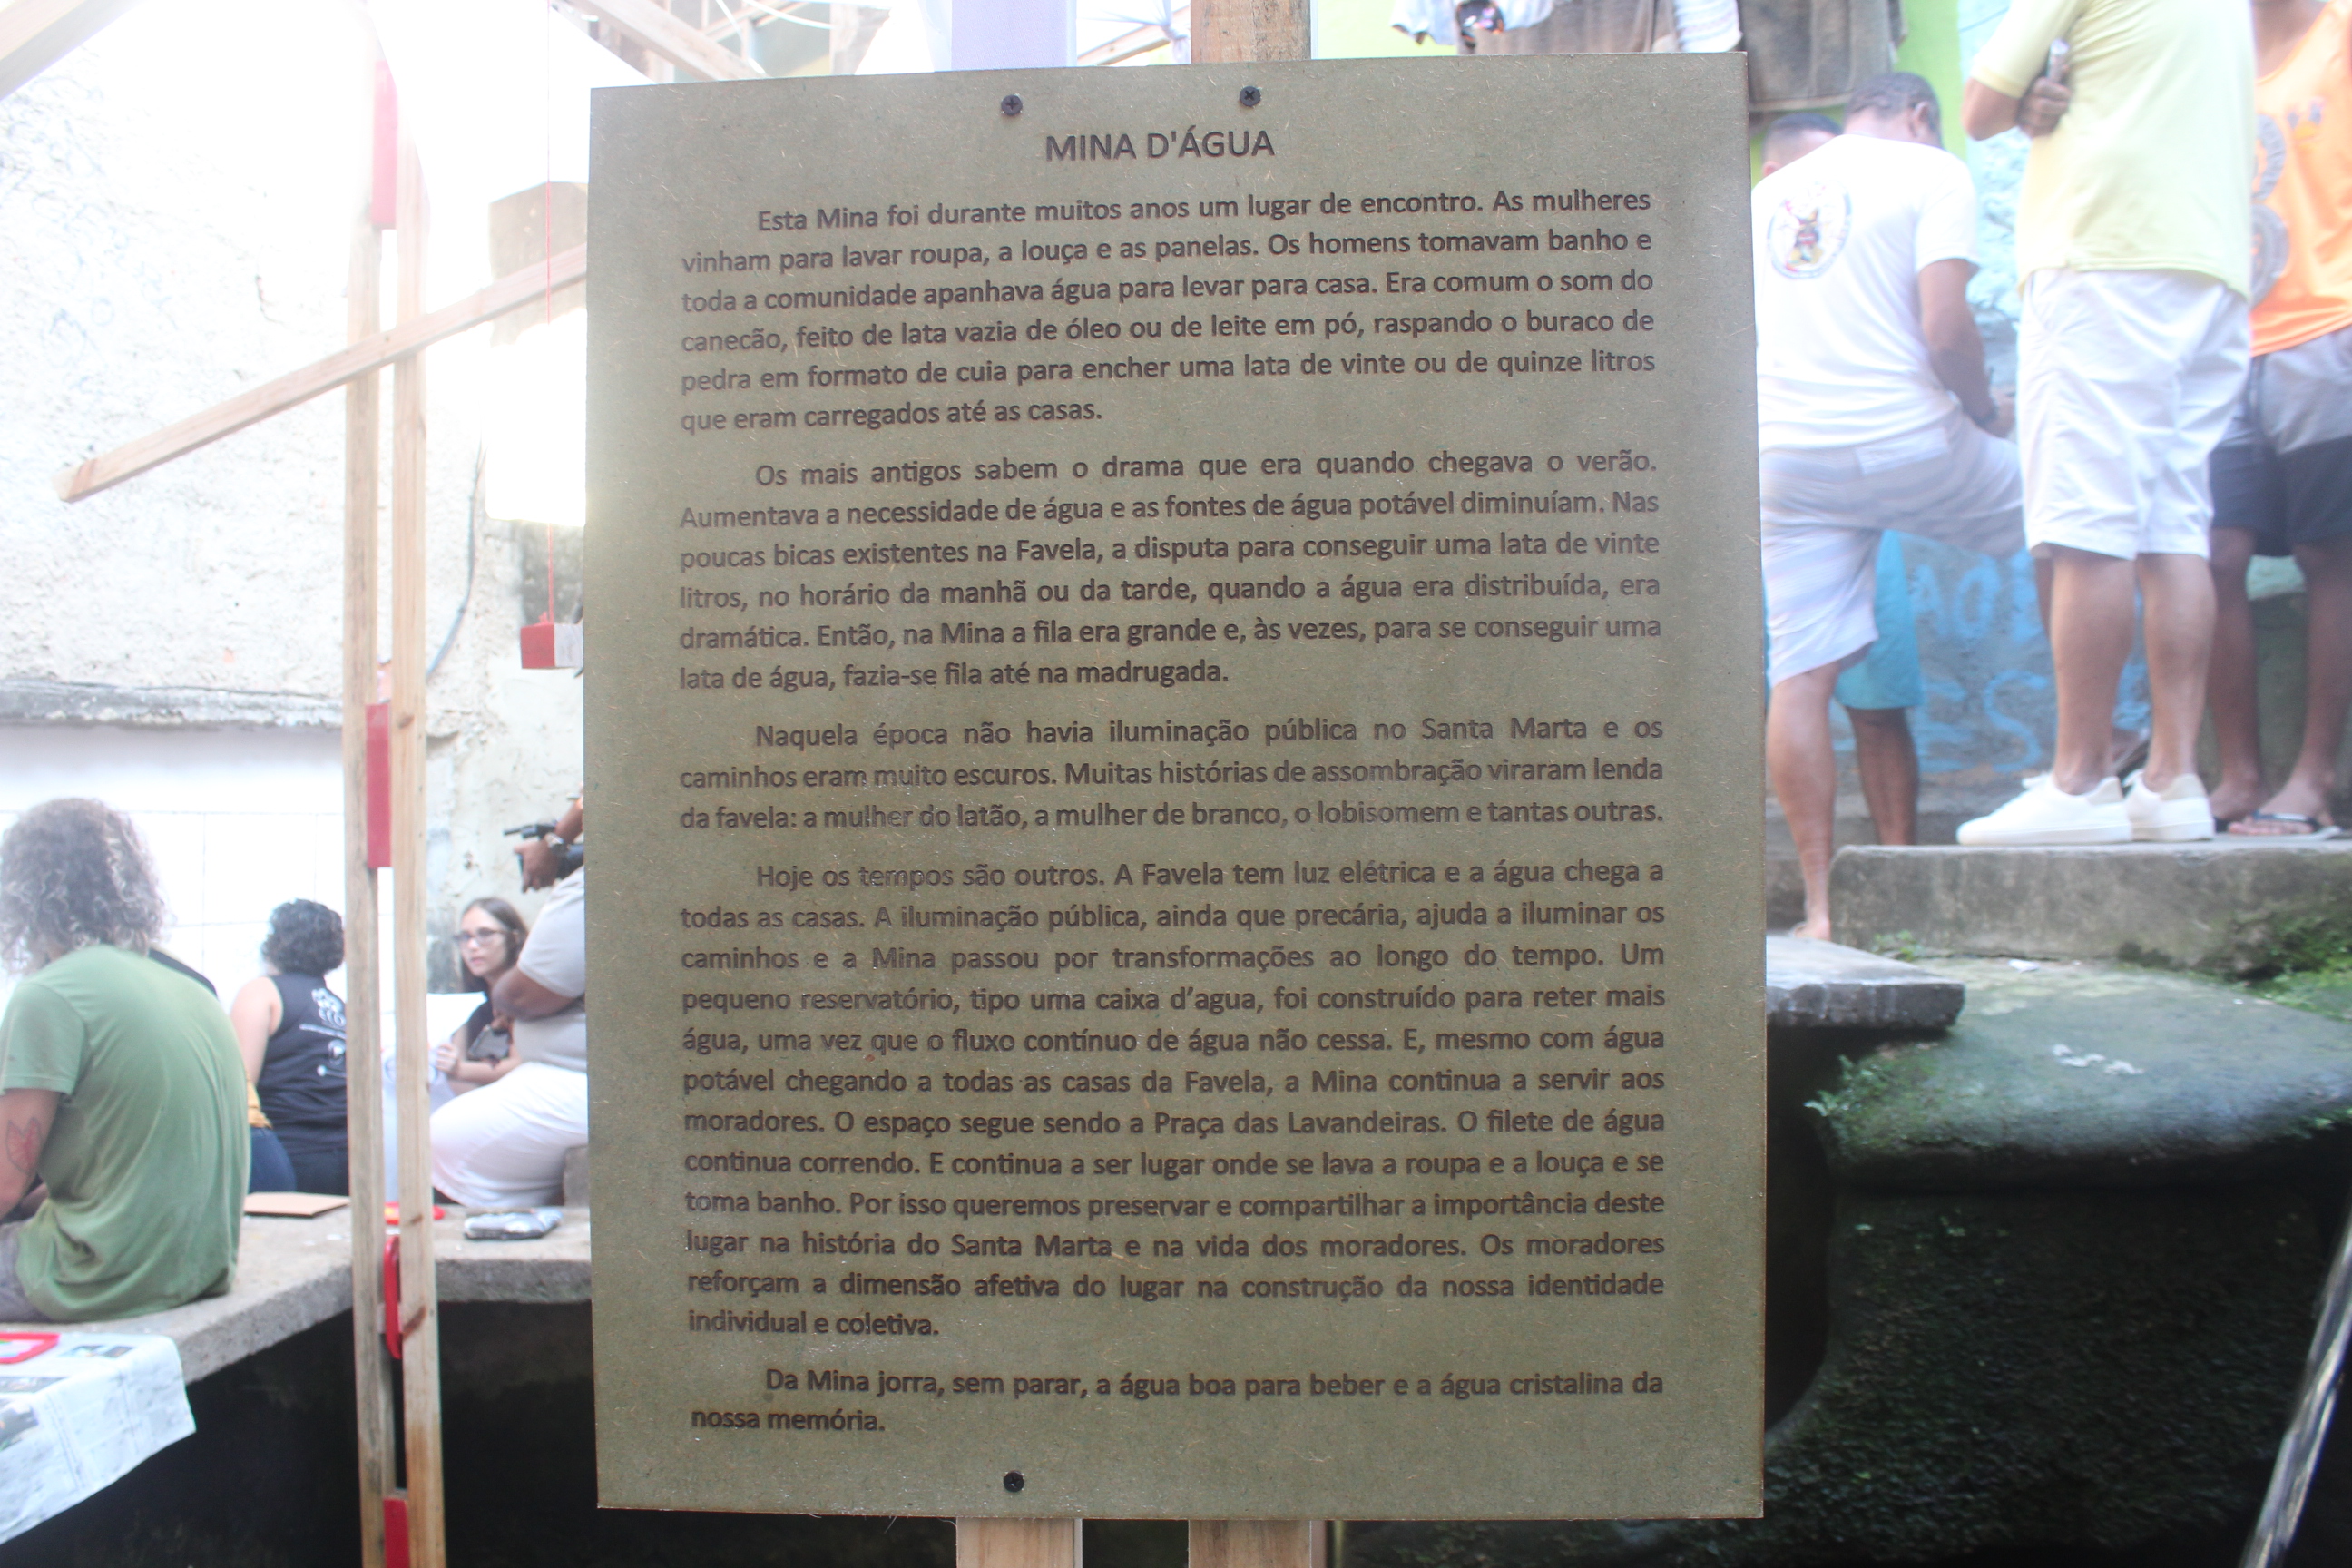 MINA D'ÁGUA
Esta Mina foi durante muitos anos um lugar de encontro. As mulheres
vinham para lavar roupa, a louça e as panelas. Os homens tomavam banho e
toda a comunidade apanhava água para levar para casa. Era comum o som do
canecão, feito de lata vazia de óleo ou de leite em pó, raspando o buraco de
pedra em formato de cuia para encher uma lata de vinte ou de quinze litros
que eram carregados até as casas.
Os mais antigos sabem o drama que era quando chegava o verão.
Aumentava a necessidade de água e as fontes de água potável diminuíam. Nas
poucas bicas existentes na Favela, a disputa para conseguir uma lata de vinte
litros, no horário da manhã ou da tarde, quando a água era distribuída, era
dramática. Então, na Mina a fila era grande e, às vezes, para se conseguir uma
lata de água, fazia-se fila até na madrugada.
Naquela época não havia iluminação pública no Santa Marta e os
caminhos eram muito escuros. Muitas histórias de assombração viraram lenda
da favela: a mulher do latão, a mulher de branco, o lobisomem e tantas outras.
Hoje os tempos são outros. A Favela tem luz elétrica e a água chega a
todas as casas. A iluminação pública, ainda que precária, ajuda a iluminar os
caminhos e a Mina passou por transformações ao longo do tempo. Um
pequeno reservatório, tipo uma caixa d’agua, foi construído para reter mais
água, uma vez que o fluxo contínuo de água não cessa. E, mesmo com água
potável chegando a todas as casas da Favela, a Mina continua a servir aos
moradores. O espaço segue sendo a Praça das Lavandeiras. O filete de água
continua correndo. E continua a ser lugar onde se lava a roupa e a louça e se
toma banho. Por isso queremos preservar e compartilhar a importância deste
lugar na história do Santa Marta e na vida dos moradores. Os moradores
reforçam a dimensão afetiva do lugar na construção da nossa identidade
individual e coletiva.
Da Mina jorra, sem parar, a água boa para beber e a água cristalina da
nossa memória.